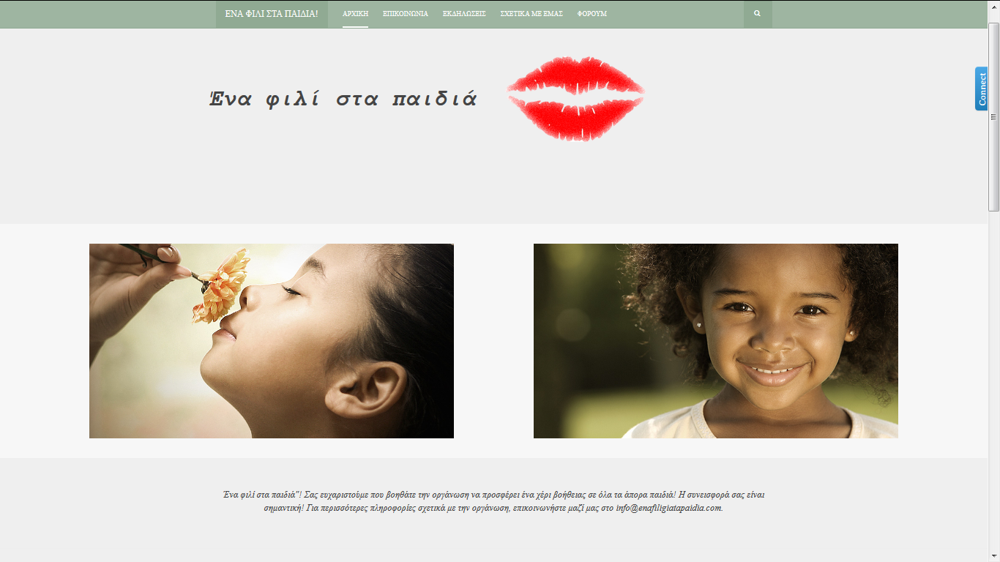 ΕΝΑ ΦΙΛΙ ΣΤΑ ΠΑΙΔΙΑ! ΑΡΧΙΚΗ ΕΠΙΚΟΙΝΩΝΙΑ ΕΚΔΗΛΩΣΕΙΣ ΣΧΕΤΙΚΑ ΜΕ ΕΜΑΣ ΦΟΡΟΥΜ
Connect
Ένα φιλί στα παιδιά
Ένα φιλί στα παιδιά"! Σας ευχαριστούμε που βοηθάτε την οργάνωση να προσφέρει ένα χέρι βοήθειας σε όλα τα άπορα παιδιά! Η συνεισφορά σας είναι
σημαντική! Για περισσότερες πληροφορίες σχετικά με την οργάνωση, επικοινωνήστε μαζί μας στο info@enafiligiatapaidia.com.